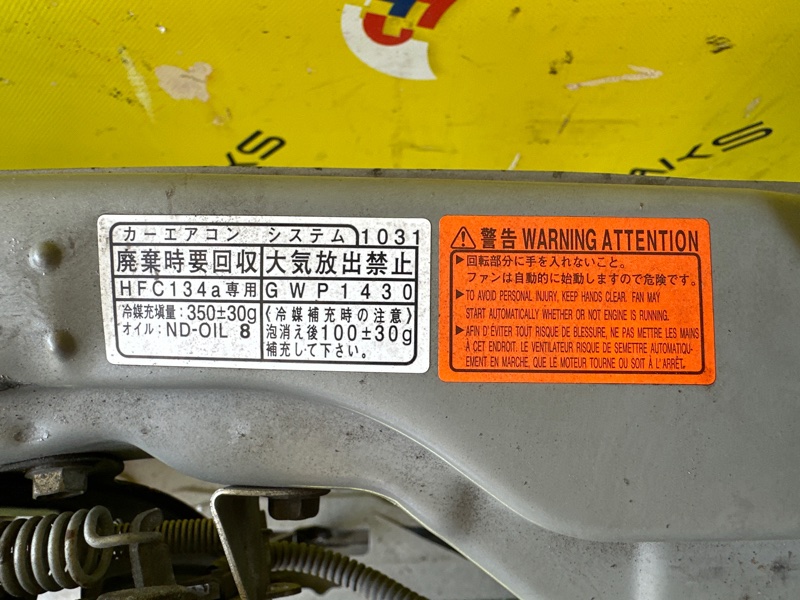 カーエアコン システム 1031
廃棄時要回収 大気放出禁止
HFC134a専用 GWP1430
冷媒充填量:350±30g
オイル:ND-OIL 8
《冷媒補充時の注意》
泡消え後100±30g
補充して下さい。
警告 WARNING ATTENTION
▶回転部分に手を入れないこと。
ファンは自動的に始動しますので危険です。
▶TO AVOID PERSONAL INJURY, KEEP HANDS CLEAR. FAN MAY
START AUTOMATICALLY WHETHER OR NOT ENGINE IS RUNNING.
▶AFIN D'ÉVITER TOUT RISQUE DE BLESSURE, NE PAS METTRE LES MAINS
À CET ENDROIT. LE VENTILATEUR RISQUE DE SEMETTRE AUTOMATIQU-
EMENT EN MARCHE, QUE LE MOTEUR TOURNE OU SOIT À L'ARRÊT.